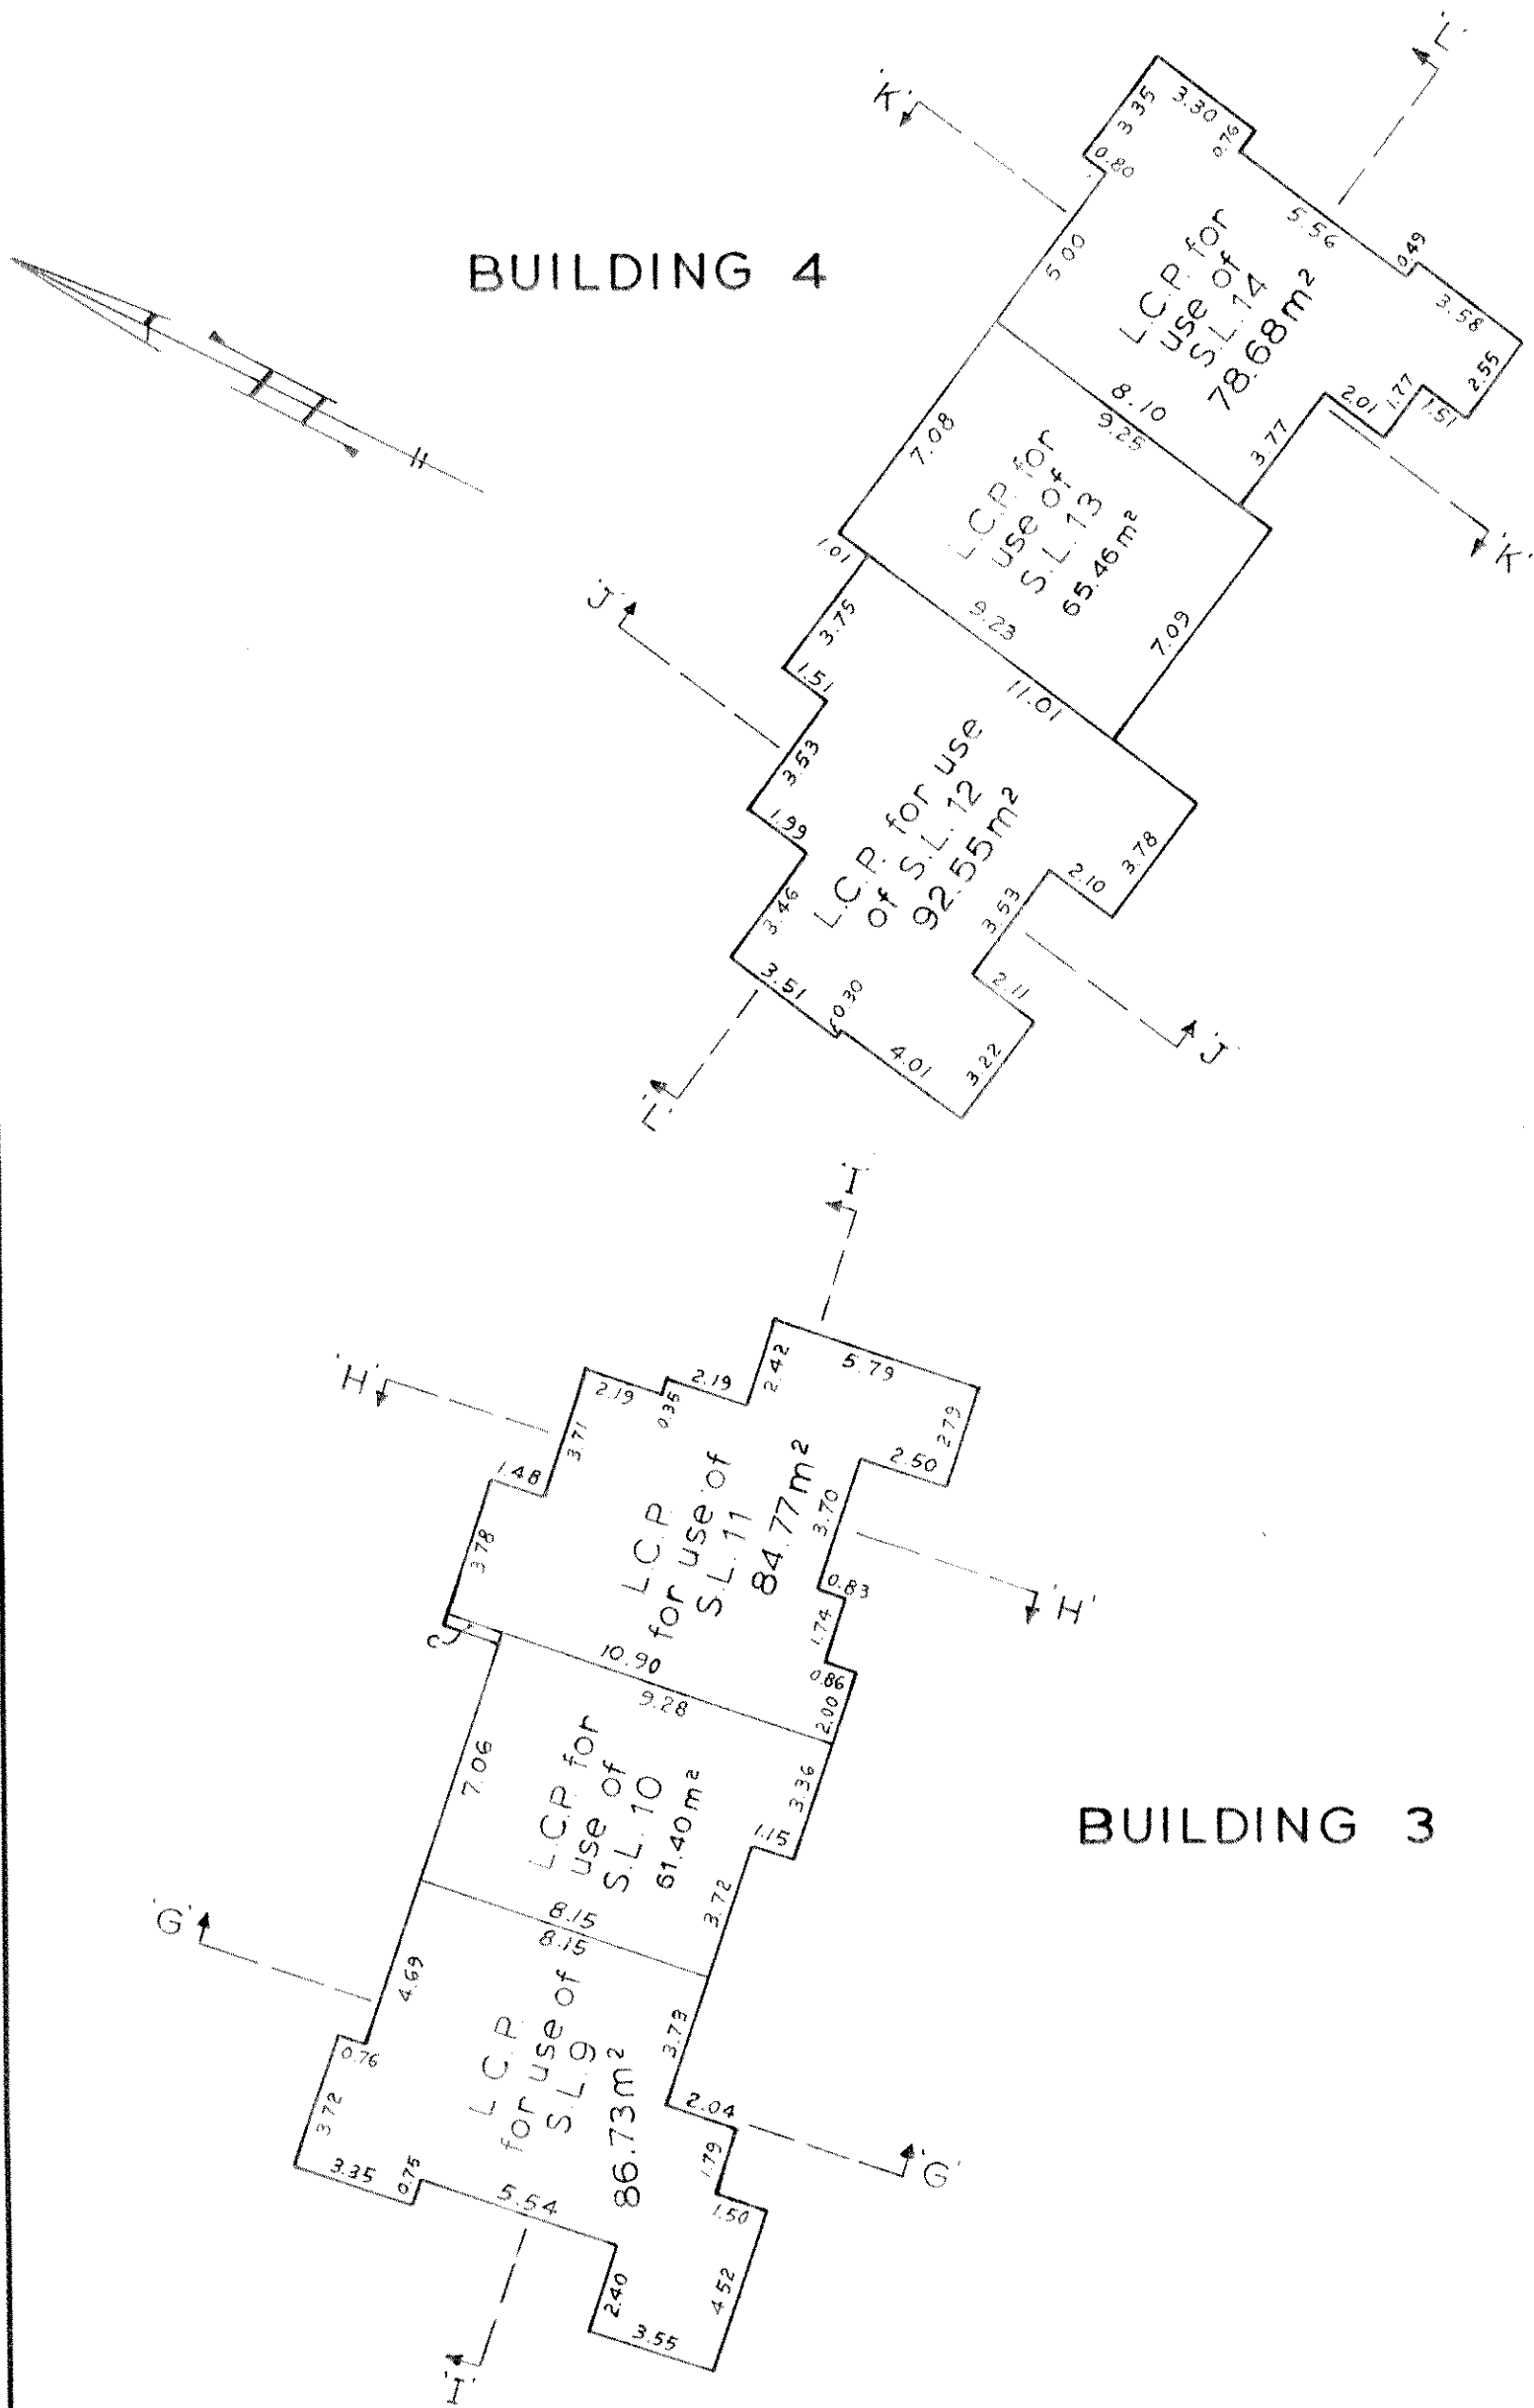 BUILDING 4
'L'
'K'
3.35
3.30
0.76
0.80
5.00
5.56
0.49
3.58
2.55
1.51
1.77
2.01
3.77
L.C.P. for
use of
S.L.14
78.68m²
8.10
9.25
'K'
7.08
L.C.P. for
use of
S.L. 13
65.46m²
7.09
9.23
11.01
1.01
'J'
3.75
1.51
3.53
1.99
3.46
3.51
0.30
4.01
3.22
2.11
3.53
2.10
3.78
L.C.P. for use
of S.L. 12
92.55m²
'J'
'L'
'I'
'H'
2.19
0.35
2.19
2.42
5.79
2.79
2.50
3.70
0.83
1.74
0.86
2.00
3.71
1.48
3.78
L.C.P.
for use of
S.L. 11
84.77m²
'H'
10.90
9.28
7.06
L.C.P. for
use of
S.L. 10
61.40m²
3.36
1.15
3.72
8.15
8.15
BUILDING 3
'G'
4.69
0.76
3.72
3.35
0.75
5.54
2.40
3.55
4.52
1.50
1.79
2.04
3.73
L.C.P.
for use of
S.L.9
86.73m²
'G'
'I'